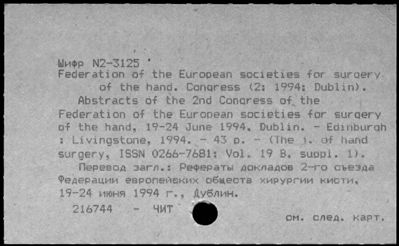 Шифр N2-3125
Federation of the European societies for surgery
of the hand. Congress (2; 1994; Dublin).
Abstracts of the 2nd Congress of the
Federation of the European societies for surgery
of the hand, 19-24 June 1994, Dublin. - Edinburgh
: Livingstone, 1994. - 43 p. - (The j. of hand
surgery, ISSN 0266-7681; Vol. 19 B, suppl. 1).
Перевод загл.: Рефераты докладов 2-го съезда
Федерации европейских обществ хирургии кисти,
19-24 июня 1994 г., Дублин.
216744 - ЧИТ
см. след. карт.